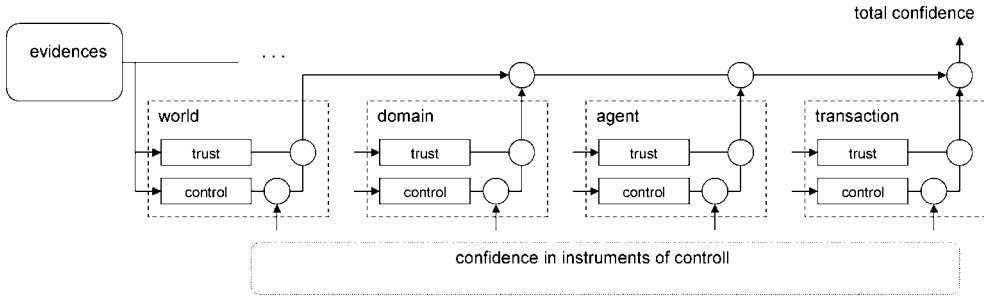 total confidence
evidences
. . .
world
domain
agent
transaction
trust
trust
trust
trust
control
control
control
control
confidence in instruments of controll